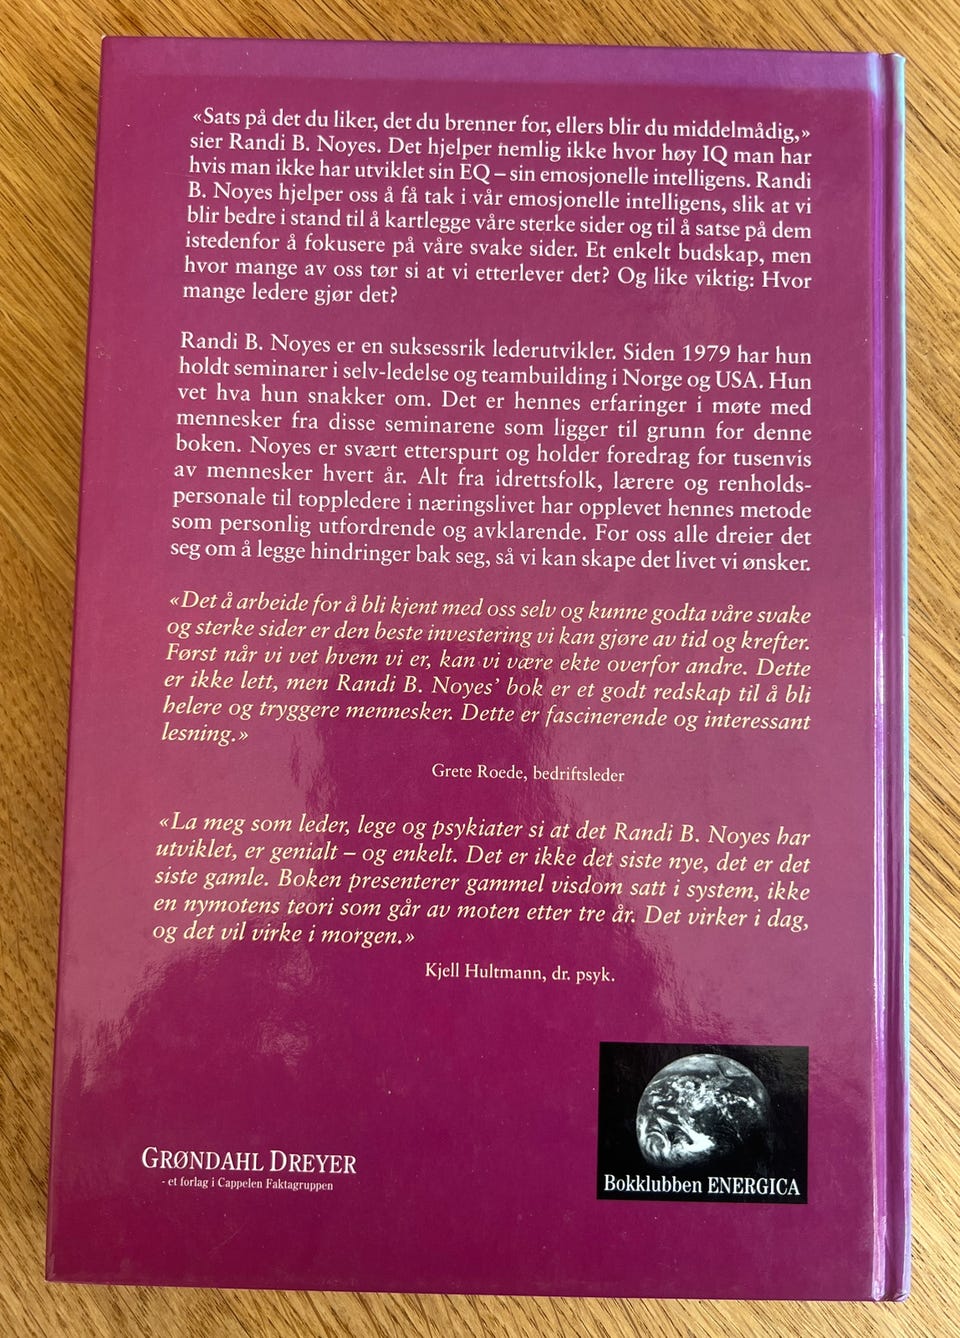 «Sats på det du liker, det du brenner for, ellers blir du middelmådig,»
sier Randi B. Noyes. Det hjelper nemlig ikke hvor høy IQ man har
hvis man ikke har utviklet sin EQ – sin emosjonelle intelligens. Randi
B. Noyes hjelper oss å få tak i vår emosjonelle intelligens, slik at vi
blir bedre i stand til å kartlegge våre sterke sider og til å satse på dem
istedenfor å fokusere på våre svake sider. Et enkelt budskap, men
hvor mange av oss tør si at vi etterlever det? Og like viktig: Hvor
mange ledere gjør det?
Randi B. Noyes er en suksessrik lederutvikler. Siden 1979 har hun
holdt seminarer i selv-ledelse og teambuilding i Norge og USA. Hun
vet hva hun snakker om. Det er hennes erfaringer i møte med
mennesker fra disse seminarene som ligger til grunn for denne
boken. Noyes er svært etterspurt og holder foredrag for tusenvis
av mennesker hvert år. Alt fra idrettsfolk, lærere og renholds-
personale til toppledere i næringslivet har opplevet hennes metode
som personlig utfordrende og avklarende. For oss alle dreier det
seg om å legge hindringer bak seg, så vi kan skape det livet vi ønsker.
«Det å arbeide for å bli kjent med oss selv og kunne godta våre svake
og sterke sider er den beste investering vi kan gjøre av tid og krefter.
Først når vi vet hvem vi er, kan vi være ekte overfor andre. Dette
er ikke lett, men Randi B. Noyes’ bok er et godt redskap til å bli
helere og tryggere mennesker. Dette er fascinerende og interessant
lesning.»
Grete Roede, bedriftsleder
«La meg som leder, lege og psykiater si at det Randi B. Noyes har
utviklet, er genialt – og enkelt. Det er ikke det siste nye, det er det
siste gamle. Boken presenterer gammel visdom satt i system, ikke
en nymotens teori som går av moten etter tre år. Det virker i dag,
og det vil virke i morgen.»
Kjell Hultmann, dr. psyk.
GRØNDAHL DREYER
- et forlag i Cappelen Faktagruppen
Bokklubben ENERGICA